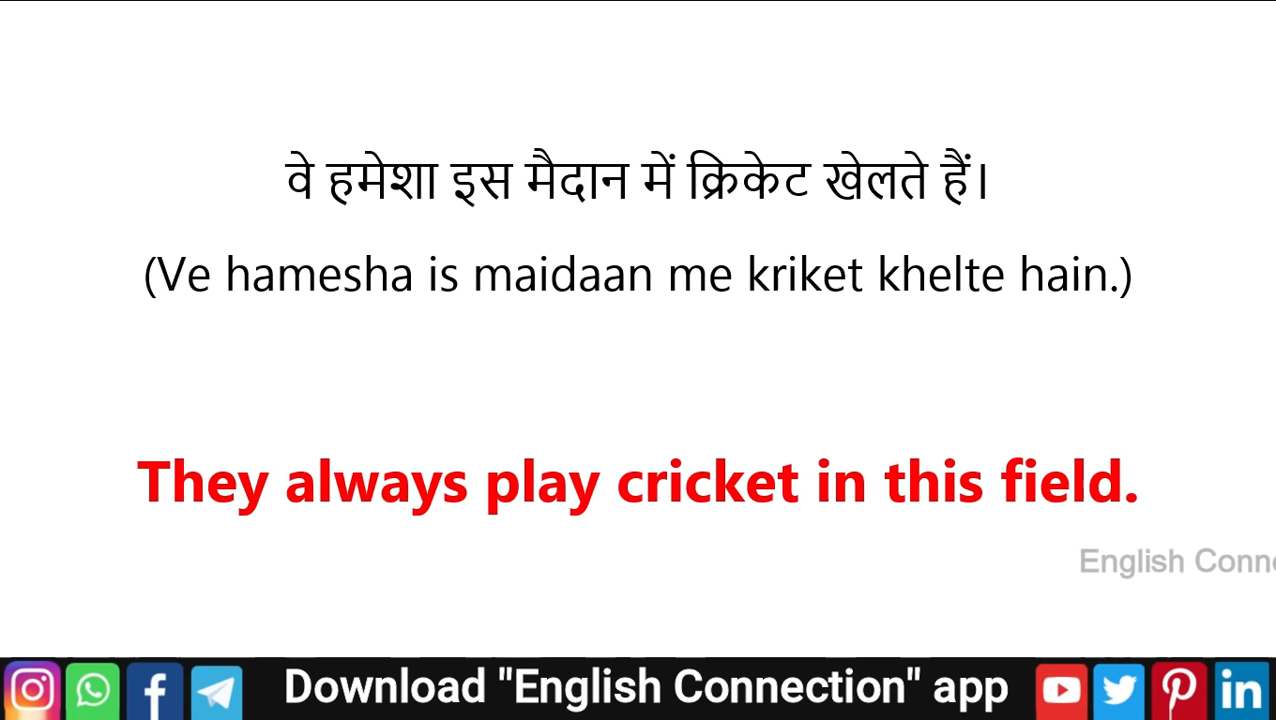 वे हमेशा इस मैदान में क्रिकेट खेलते हैं।
(Ve hamesha is maidaan me kriket khelte hain.)
They always play cricket in this field.
English Conne
Download "English Connection" app